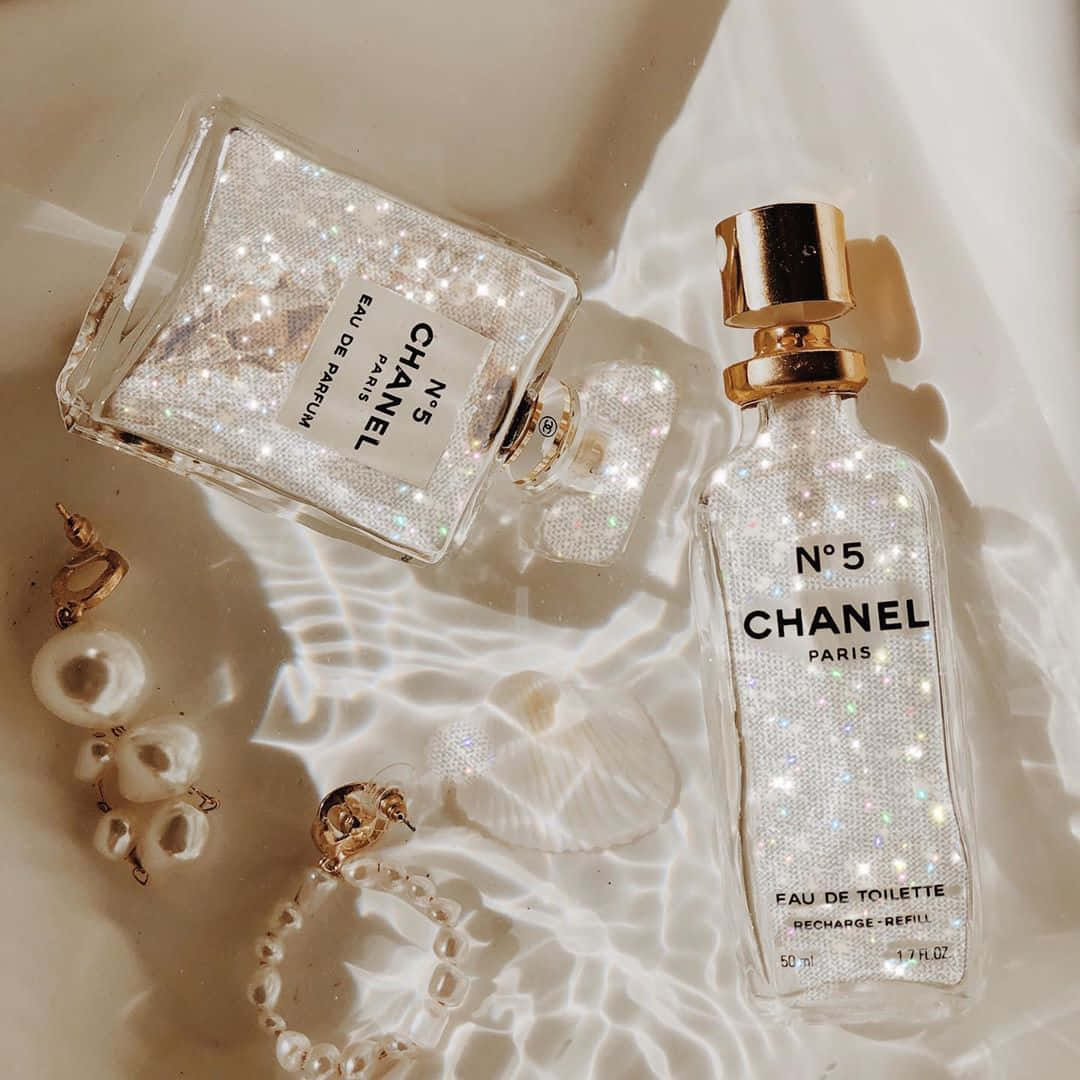 N°5
CHANEL
PARIS
EAU DE PARFUM
N°5
CHANEL
PARIS
EAU DE TOILETTE
RECHARGE-REFILL
50 ml 1.7 FL.OZ.